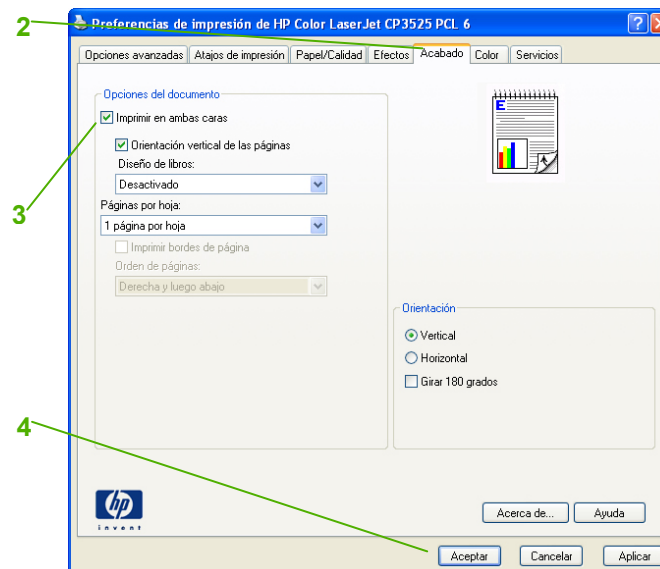 2
Preferencias de impresión de HP Color LaserJet CP3525 PCL 6
Opciones avanzadas Atajos de impresión Papel/Calidad Efectos Acabado Color Servicios
Opciones del documento
3
Imprimir en ambas caras
Orientación vertical de las páginas
Diseño de libros:
Desactivado
Páginas por hoja:
1 página por hoja
Imprimir bordes de página
Orden de páginas:
Derecha y luego abajo
E
Orientación
Vertical
Horizontal
Girar 180 grados
4
hp
invent
Acerca de... Ayuda
Aceptar Cancelar Aplicar